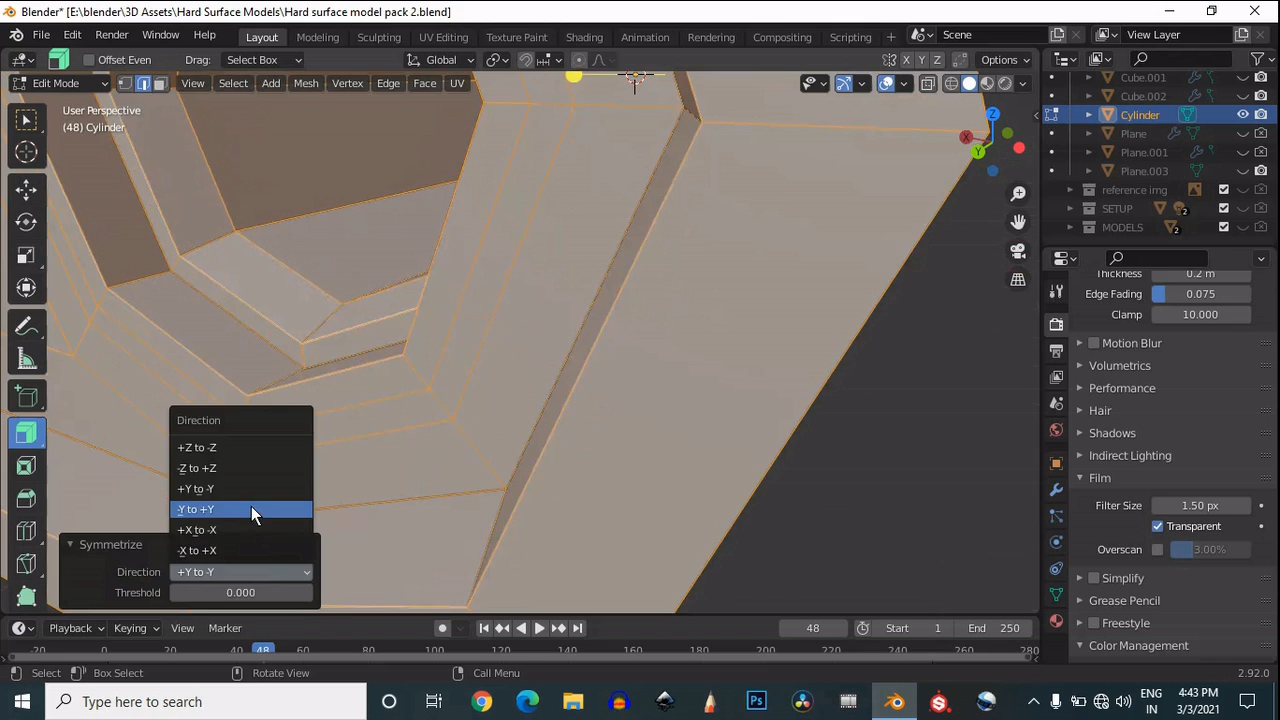 Blender* [E:\blender\3D Assets\Hard Surface Models\Hard surface model pack 2.blend]
File Edit Render Window Help Layout Modeling Sculpting UV Editing Texture Paint Shading Animation Rendering Compositing Scripting + Scene View Layer
Offset Even Drag: Select Box Global X Y Z Options
Edit Mode View Select Add Mesh Vertex Edge Face UV
User Perspective
(48) Cylinder
Z
X
Y
Cube.001
Cube.002
Cylinder
Plane
Plane.001
Plane.003
reference img
SETUP 2
MODELS 2
Thickness 0.2 m
Edge Fading 0.075
Clamp 10.000
Motion Blur
Volumetrics
Performance
Hair
Shadows
Indirect Lighting
Film
Filter Size 1.50 px
Transparent
Overscan 3.00%
Simplify
Grease Pencil
Freestyle
Color Management
Direction
+Z to -Z
-Z to +Z
+Y to -Y
-Y to +Y
+X to -X
-X to +X
Symmetrize
Direction +Y to -Y
Threshold 0.000
Playback Keying View Marker 48 Start 1 End 250
-20 0 48 60 80 100 120 140 160 180 200 220 240 260 280
Select Box Select Rotate View Call Menu 2.92.0
Type here to search Ps ENG IN 4:43 PM 3/3/2021